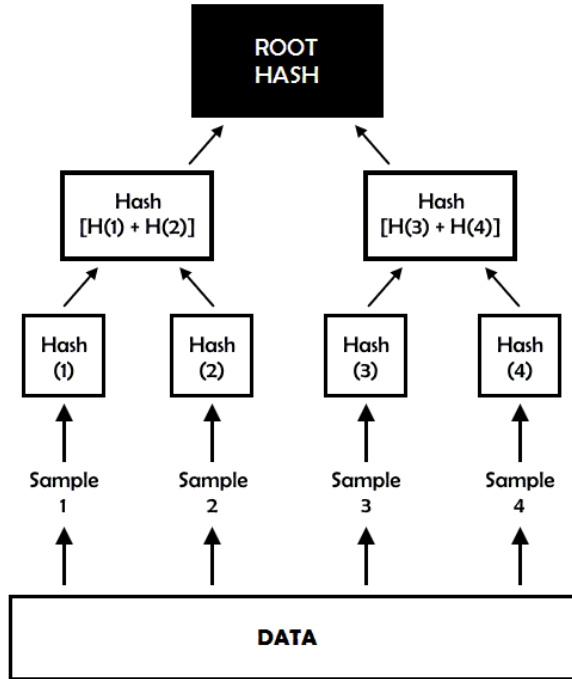 ROOT
HASH
Hash
[H(1) + H(2)]
Hash
[H(3) + H(4)]
Hash
(1)
Hash
(2)
Hash
(3)
Hash
(4)
Sample
1
Sample
2
Sample
3
Sample
4
DATA